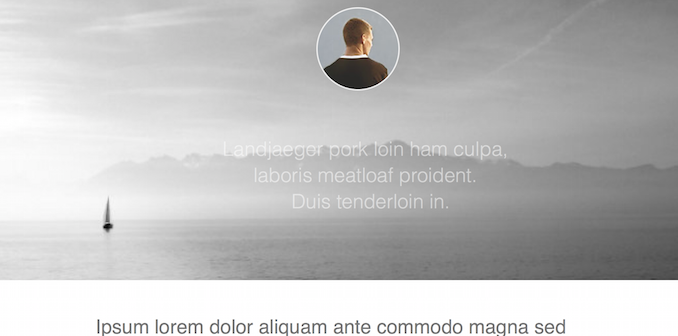 Landjaeger pork loin ham culpa,
laboris meatloaf proident.
Duis tenderloin in.
Ipsum lorem dolor aliquam ante commodo magna sed